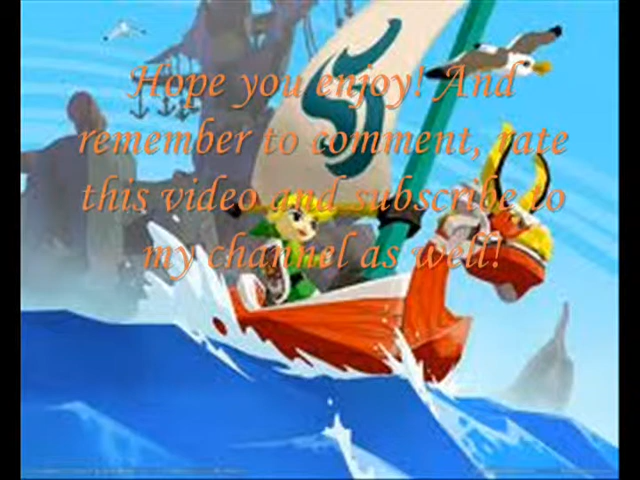 Hope you enjoy! And
remember to comment, rate
this video and subscribe to
my channel as well!